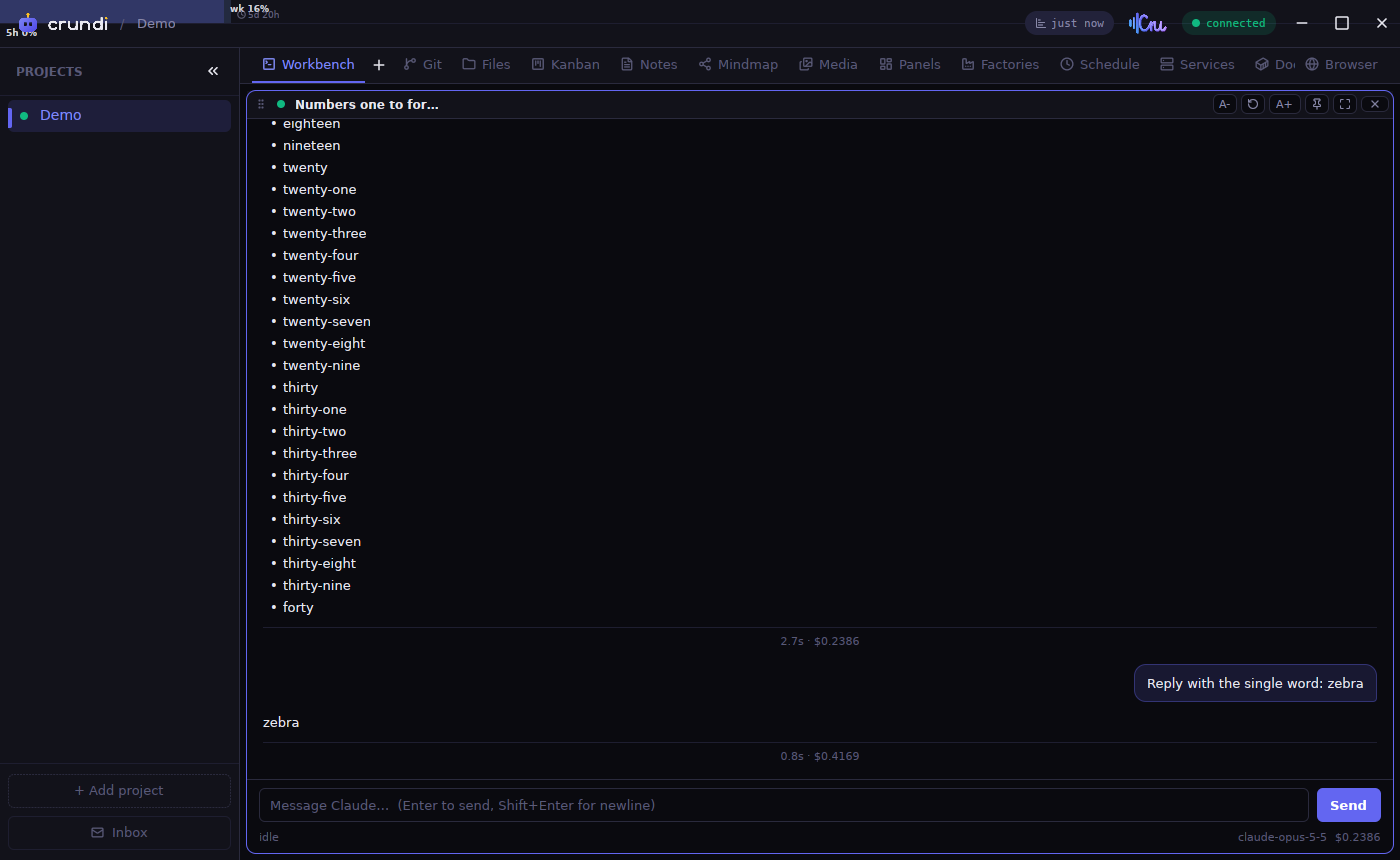 wk 16%
5d 20h
5h 0%
crundi / Demo
just now
Cru
connected
PROJECTS
Workbench
Git
Files
Kanban
Notes
Mindmap
Media
Panels
Factories
Schedule
Services
Doc
Browser
Demo
Numbers one to for…
A-
A+
• eighteen
• nineteen
• twenty
• twenty-one
• twenty-two
• twenty-three
• twenty-four
• twenty-five
• twenty-six
• twenty-seven
• twenty-eight
• twenty-nine
• thirty
• thirty-one
• thirty-two
• thirty-three
• thirty-four
• thirty-five
• thirty-six
• thirty-seven
• thirty-eight
• thirty-nine
• forty
2.7s · $0.2386
Reply with the single word: zebra
zebra
0.8s · $0.4169
+ Add project
Inbox
Message Claude… (Enter to send, Shift+Enter for newline)
Send
idle
claude-opus-5-5 $0.2386